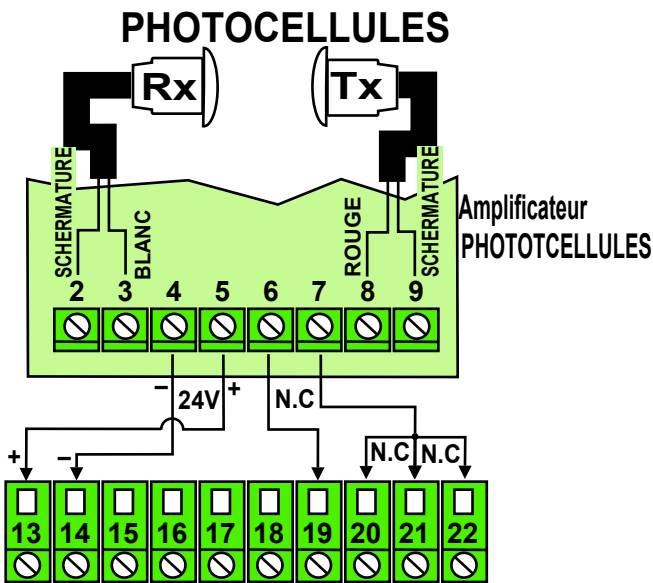 PHOTOCELLULES
Rx Tx
SCHERMATURE
BLANC
ROUGE
SCHERMATURE
Amplificateur
PHOTOTCELLULES
2 3 4 5 6 7 8 9
– 24V + N.C
+ – N.C N.C
13 14 15 16 17 18 19 20 21 22